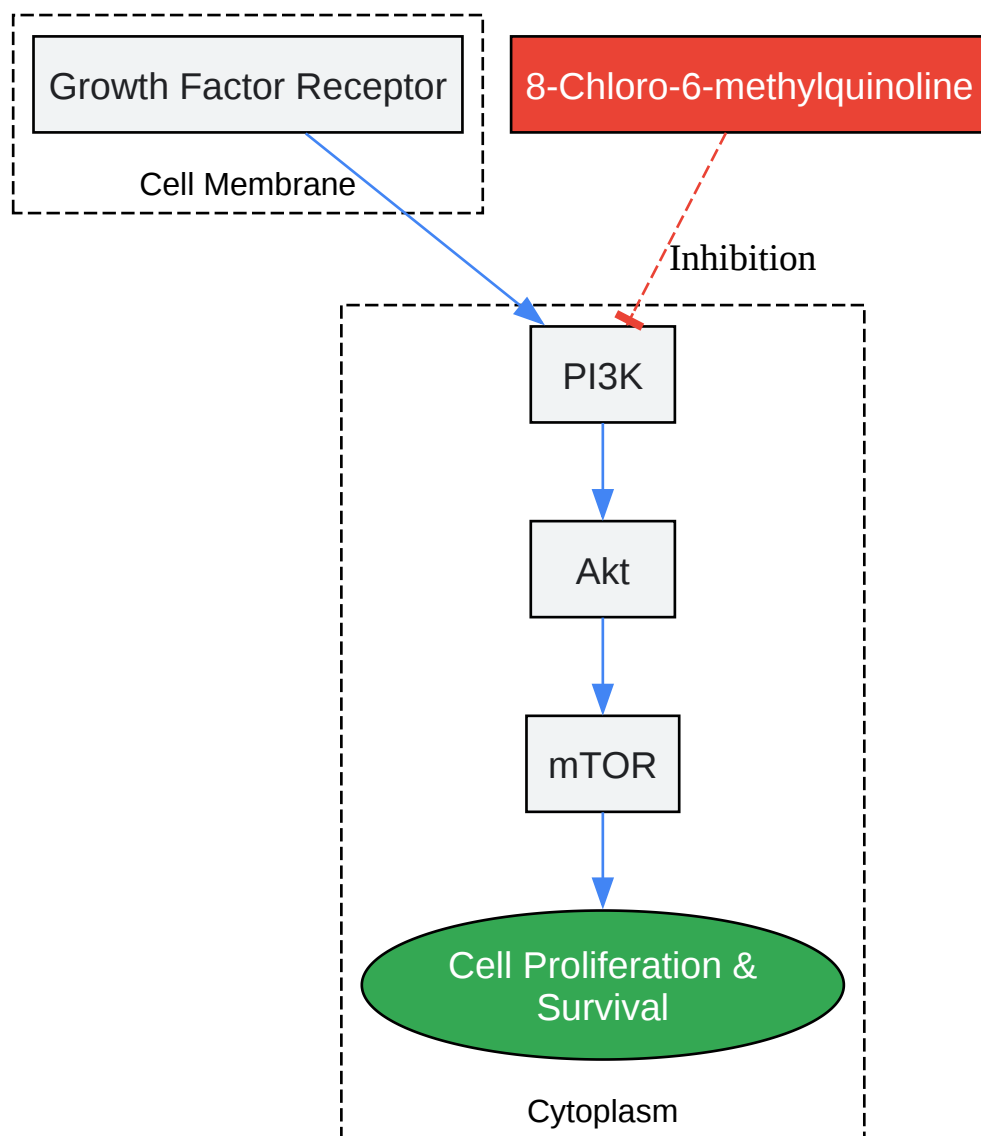 Growth Factor Receptor
8-Chloro-6-methylquinoline
Cell Membrane
Inhibition
PI3K
Akt
mTOR
Cell Proliferation &
Survival
Cytoplasm